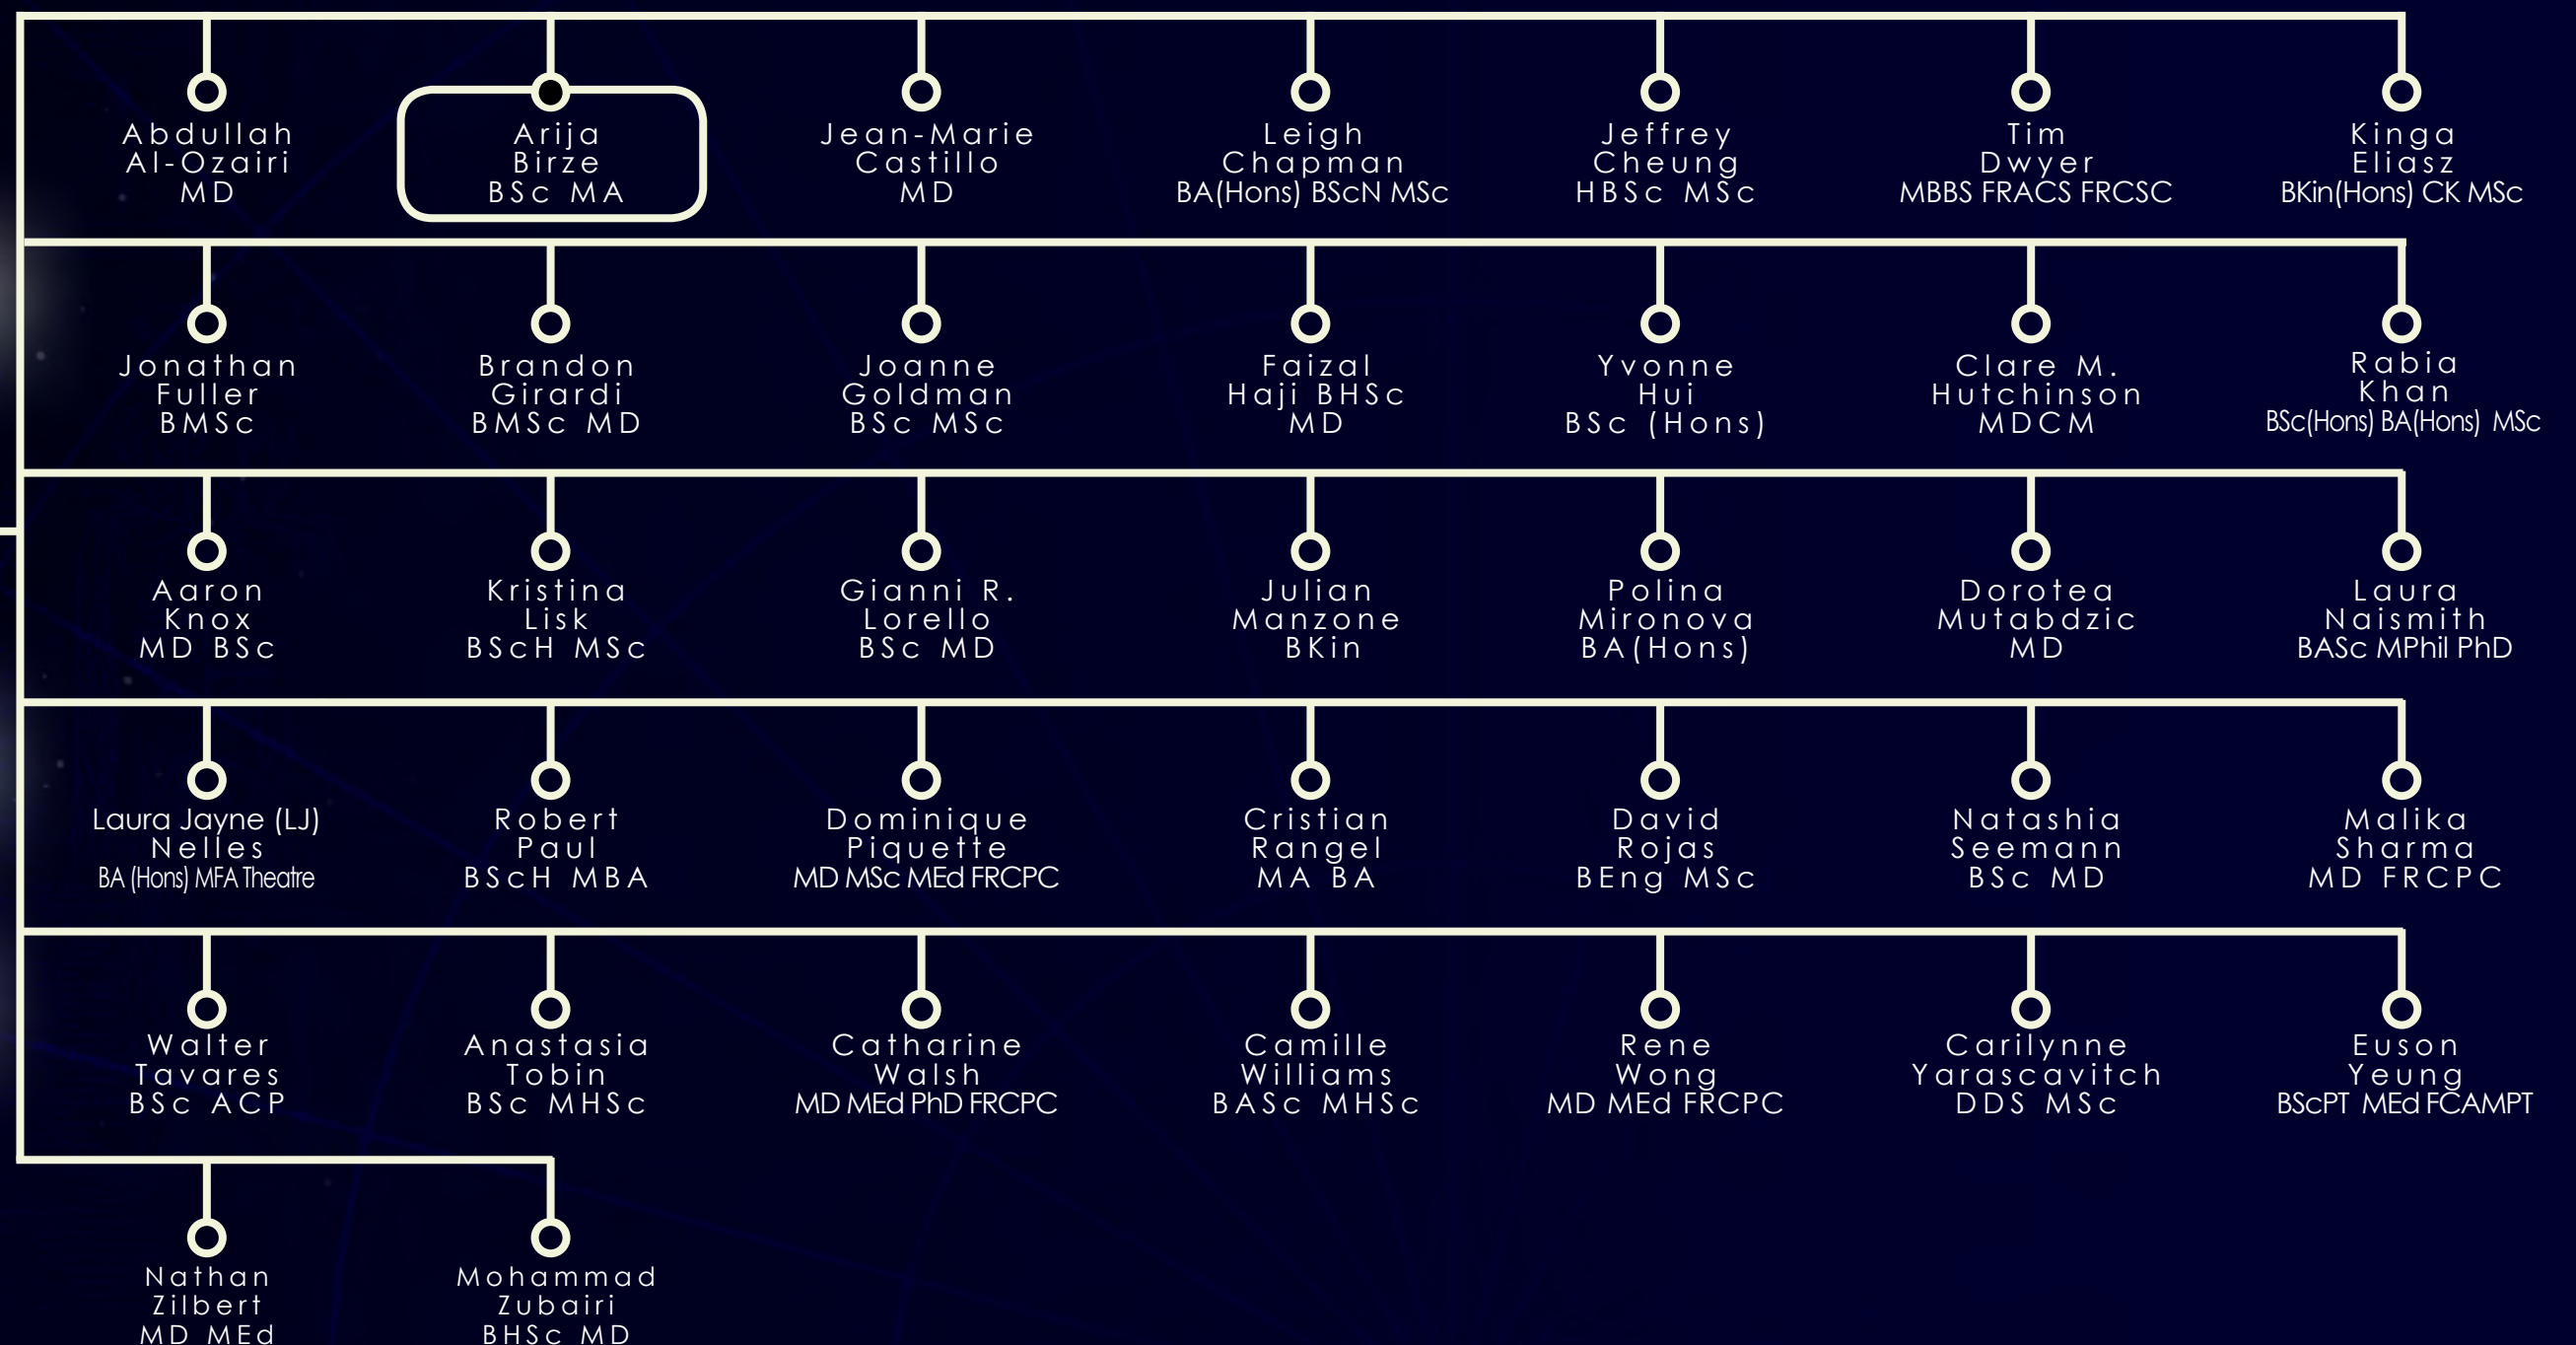 Abdullah
Al-Ozairi
MD
Arija
Birze
BSc MA
Jean-Marie
Castillo
MD
Leigh
Chapman
BA(Hons) BScN MSc
Jeffrey
Cheung
HBSc MSc
Tim
Dwyer
MBBS FRACS FRCSC
Kinga
Eliasz
BKin(Hons) CK MSc
Jonathan
Fuller
BMSc
Brandon
Girardi
BMSc MD
Joanne
Goldman
BSc MSc
Faizal
Haji BHSc
MD
Yvonne
Hui
BSc (Hons)
Clare M.
Hutchinson
MDCM
Rabia
Khan
BSc(Hons) BA(Hons) MSc
Aaron
Knox
MD BSc
Kristina
Lisk
BScH MSc
Gianni R.
Lorello
BSc MD
Julian
Manzone
BKin
Polina
Mironova
BA(Hons)
Dorotea
Mutabdzic
MD
Laura
Naismith
BASc MPhil PhD
Laura Jayne (LJ)
Nelles
BA (Hons) MFA Theatre
Robert
Paul
BScH MBA
Dominique
Piquette
MD MSc MEd FRCPC
Cristian
Rangel
MA BA
David
Rojas
BEng MSc
Natashia
Seemann
BSc MD
Malika
Sharma
MD FRCPC
Walter
Tavares
BSc ACP
Anastasia
Tobin
BSc MHSc
Catharine
Walsh
MD MEd PhD FRCPC
Camille
Williams
BASc MHSc
Rene
Wong
MD MEd FRCPC
Carilynne
Yarascavitch
DDS MSc
Euson
Yeung
BScPT MEd FCAMPT
Nathan
Zilbert
MD MEd
Mohammad
Zubairi
BHSc MD